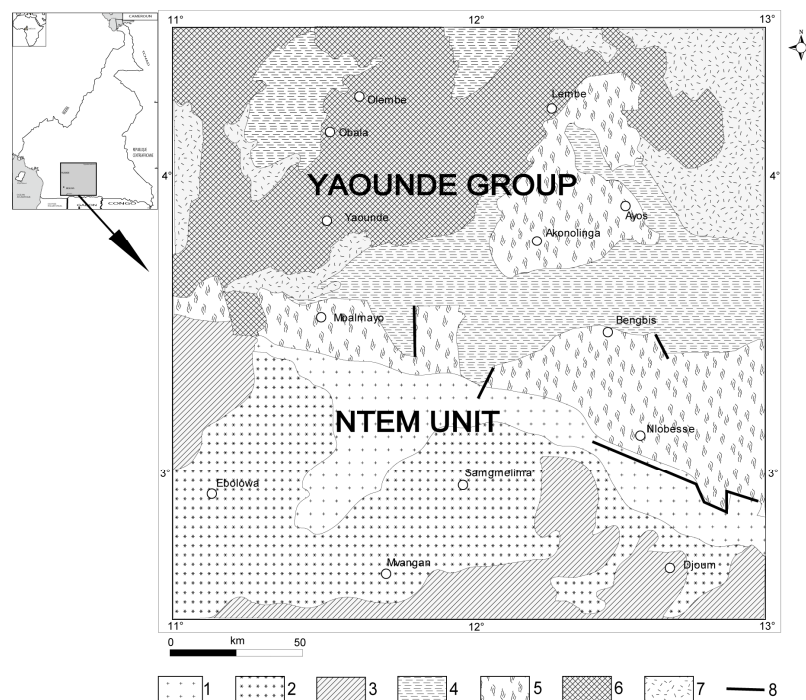 11°
12°
13°
CAMEROUN
N
Olembe
Lembe
Obala
4°
4°
YAOUNDE GROUP
Yaounde
Ayos
Akonolinga
CONGO
Mbalmayo
Bengbis
NTEM UNIT
Nlobesse
3°
3°
Samgmelima
Ebolowa
Mvangan
Djoum
11°
12°
13°
0 km 50
1 2 3 4 5 6 7 8